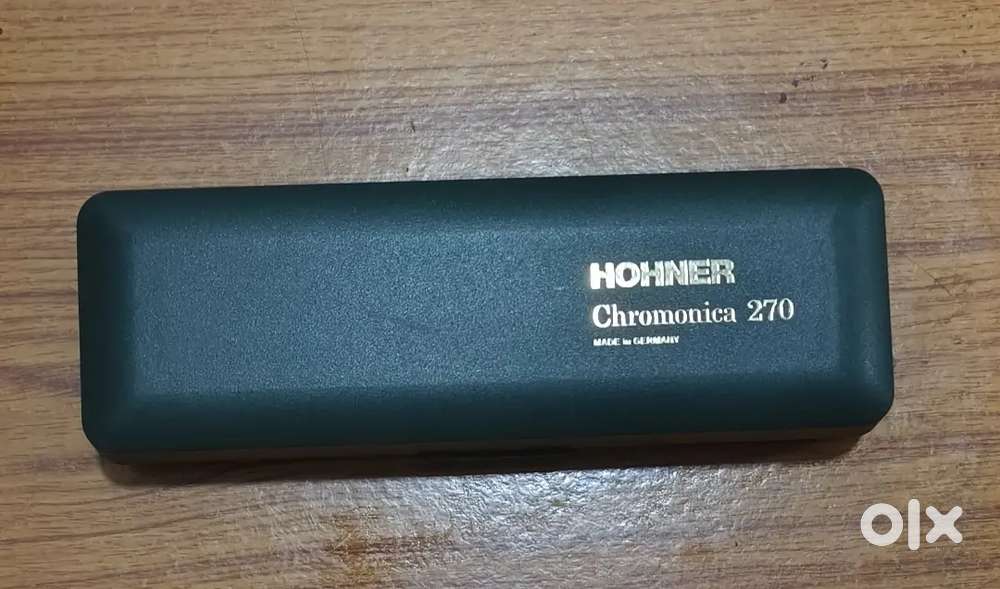 HOHNER
Chromonica 270
MADE in GERMANY
olx